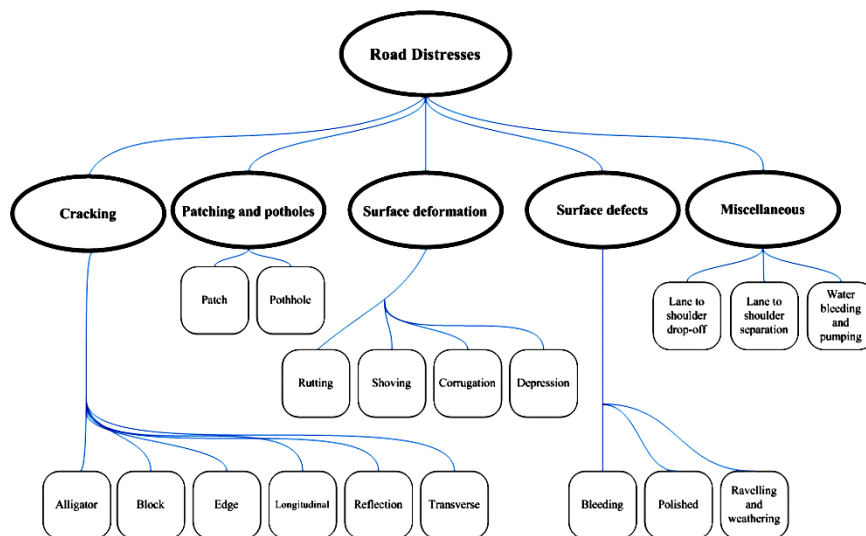 Road Distresses
Cracking
Patching and potholes
Surface deformation
Surface defects
Miscellaneous
Patch
Pothhole
Lane to
shoulder
drop-off
Lane to
shoulder
separation
Water
bleeding
and
pumping
Rutting
Shoving
Corrugation
Depression
Alligator
Block
Edge
Longitudinal
Reflection
Transverse
Bleeding
Polished
Ravelling
and
weathering